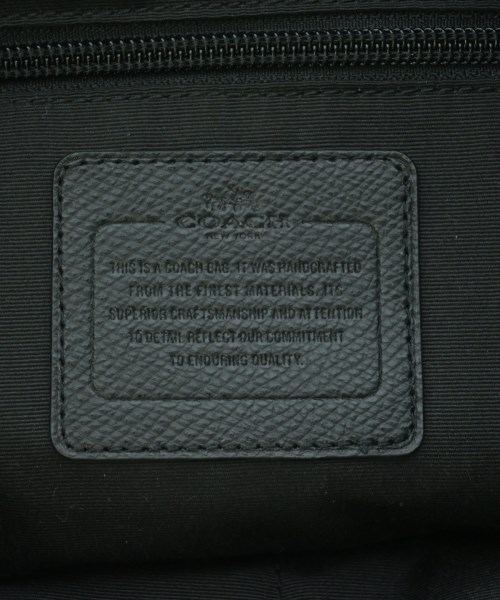 COACH
NEW YORK
THIS IS A COACH BAG. IT WAS HANDCRAFTED
FROM THE FINEST MATERIALS. ITS
SUPERIOR CRAFTSMANSHIP AND ATTENTION
TO DETAIL REFLECT OUR COMMITMENT
TO ENDURING QUALITY.